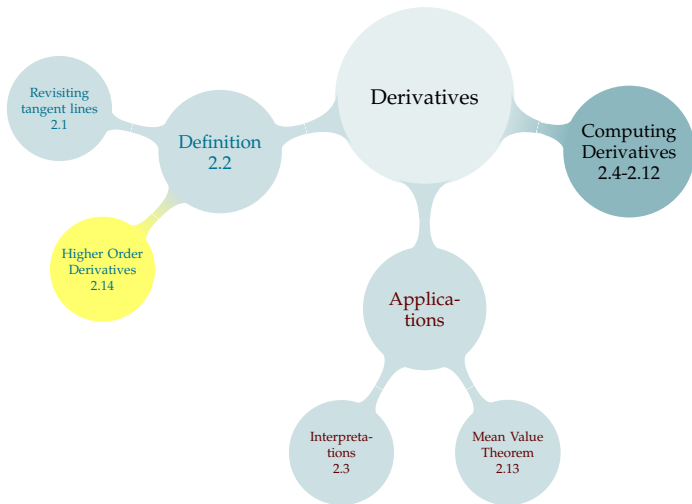 Derivatives
Revisiting
tangent lines
2.1
Definition
2.2
Higher Order
Derivatives
2.14
Computing
Derivatives
2.4-2.12
Applica-
tions
Interpreta-
tions
2.3
Mean Value
Theorem
2.13